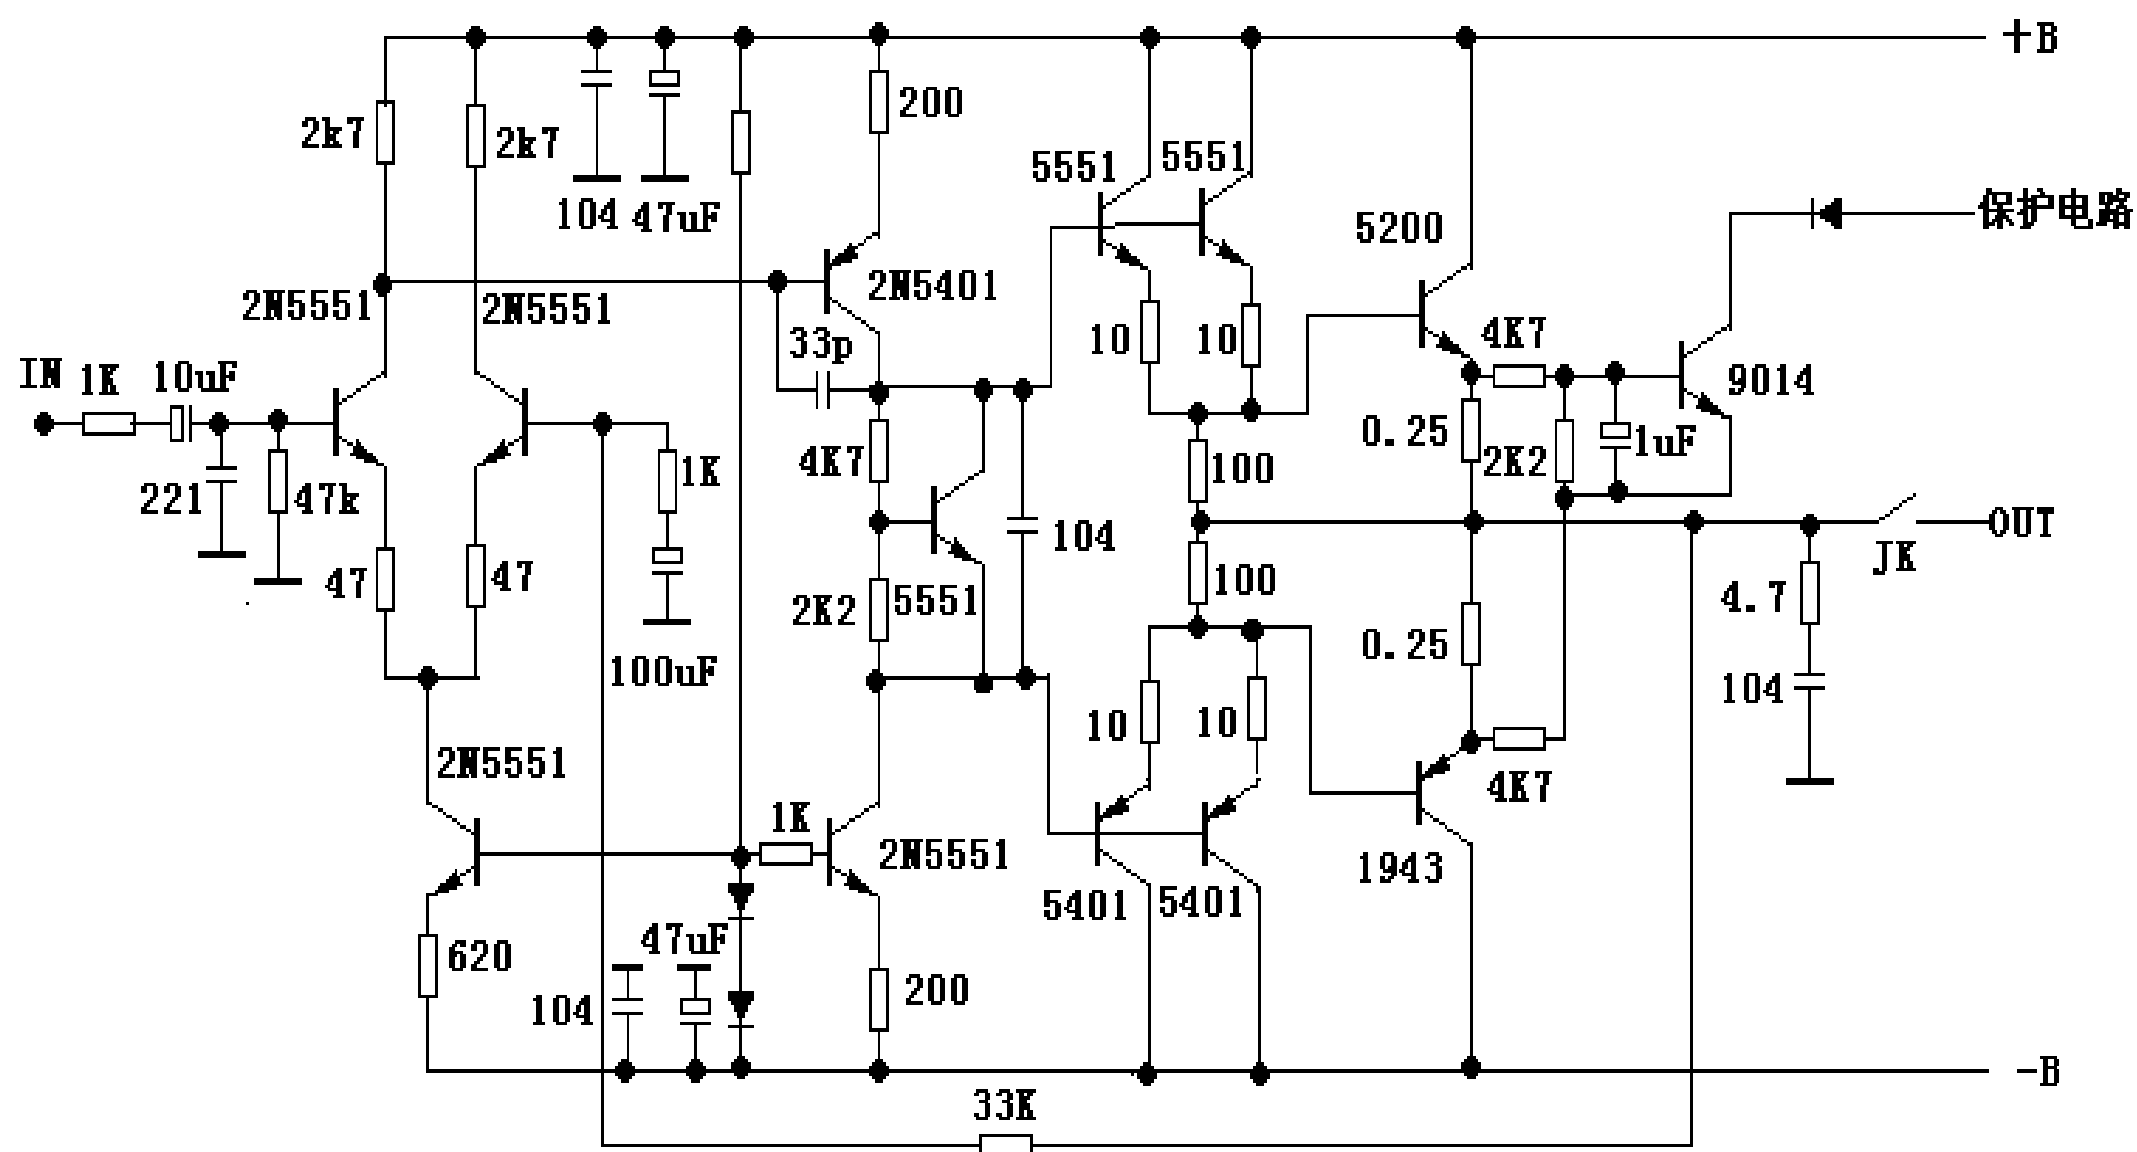 +B
2k7
2k7
200
104
47uF
5551
5551
保护电路
5200
2N5551
2N5551
2N5401
33p
10
10
4K7
9014
IN
1K
10uF
221
47k
1K
4K7
104
100
0.25
2K2
1uF
OUT
JK
47
47
100uF
2K2
5551
100
0.25
4.7
104
10
10
4K7
2N5551
1K
2N5551
5401
5401
1943
620
47uF
104
200
-B
33K